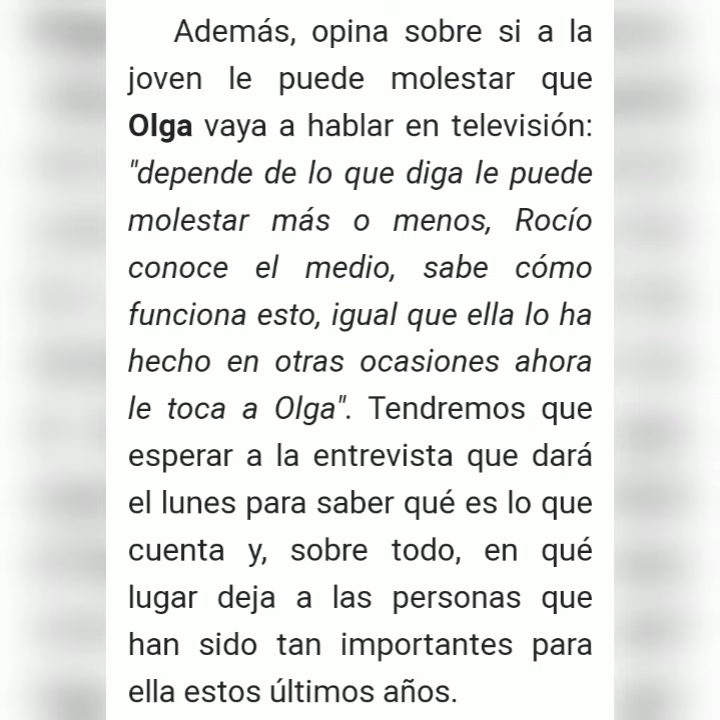 Además, opina sobre si a la
joven le puede molestar que
Olga vaya a hablar en televisión:
"depende de lo que diga le puede
molestar más o menos, Rocío
conoce el medio, sabe cómo
funciona esto, igual que ella lo ha
hecho en otras ocasiones ahora
le toca a Olga". Tendremos que
esperar a la entrevista que dará
el lunes para saber qué es lo que
cuenta y, sobre todo, en qué
lugar deja a las personas que
han sido tan importantes para
ella estos últimos años.